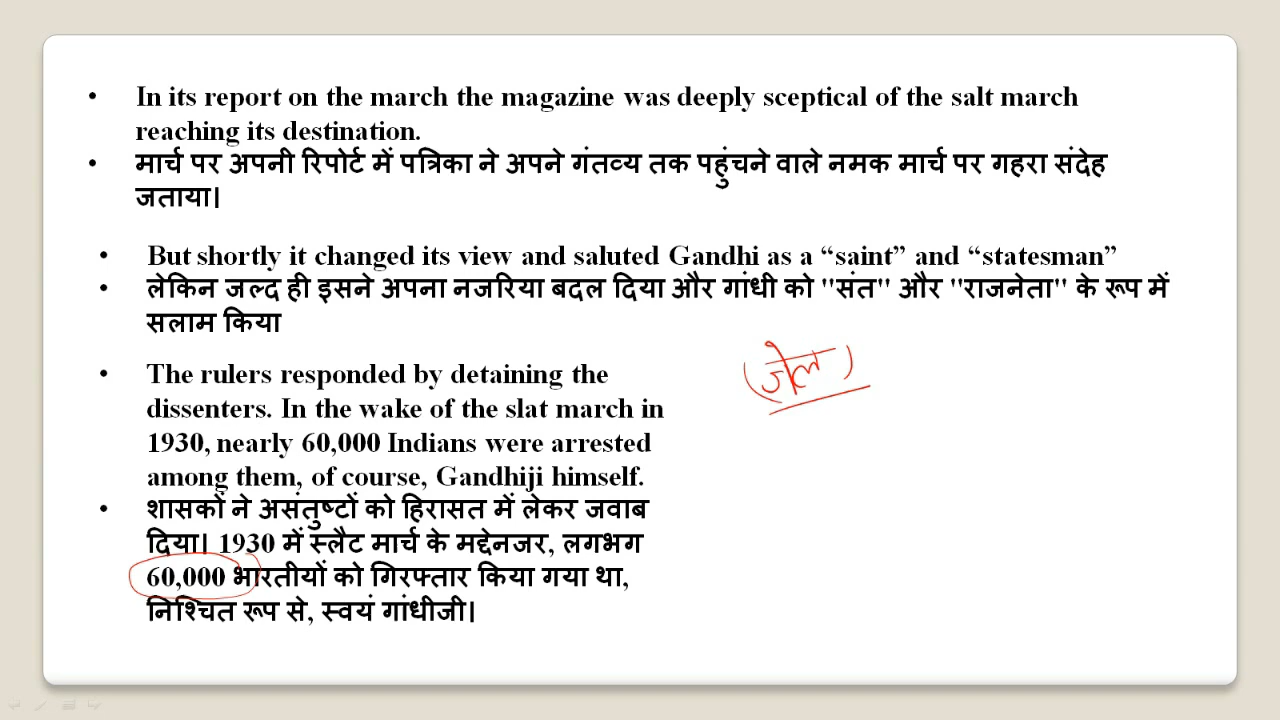 • In its report on the march the magazine was deeply sceptical of the salt march
reaching its destination.
• मार्च पर अपनी रिपोर्ट में पत्रिका ने अपने गंतव्य तक पहुंचने वाले नमक मार्च पर गहरा संदेह
जताया।
• But shortly it changed its view and saluted Gandhi as a “saint” and “statesman”
• लेकिन जल्द ही इसने अपना नजरिया बदल दिया और गांधी को "संत" और "राजनेता" के रूप में
सलाम किया
• The rulers responded by detaining the
dissenters. In the wake of the slat march in
1930, nearly 60,000 Indians were arrested
among them, of course, Gandhiji himself.
• शासकों ने असंतुष्टों को हिरासत में लेकर जवाब
दिया। 1930 में स्लैट मार्च के मद्देनजर, लगभग
60,000 भारतीयों को गिरफ्तार किया गया था,
निश्चित रूप से, स्वयं गांधीजी।
(जेल)